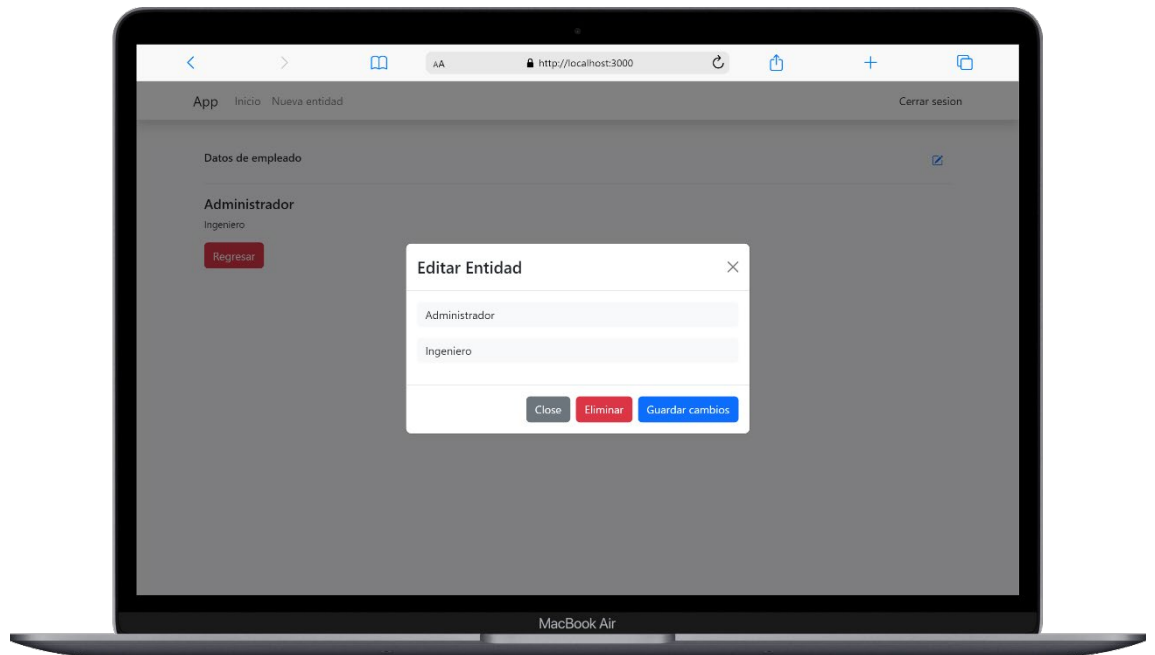 AA http://localhost:3000
App Inicio Nueva entidad Cerrar sesion
Datos de empleado
Administrador
Ingeniero
Regresar
Editar Entidad
Administrador
Ingeniero
Close Eliminar Guardar cambios
MacBook Air